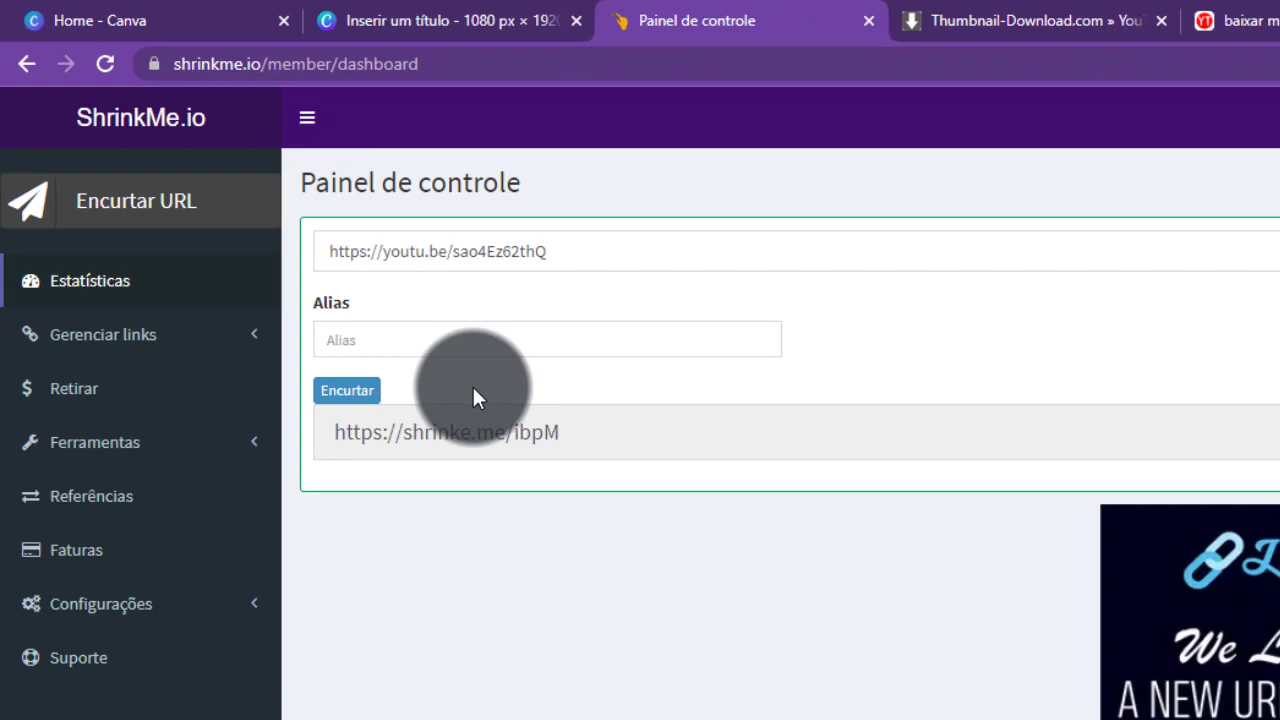 Home - Canva
Inserir um título - 1080 px × 192
Painel de controle
Thumbnail-Download.com » You
baixar m
shrinkme.io/member/dashboard
ShrinkMe.io
Encurtar URL
Estatísticas
Gerenciar links
Retirar
Ferramentas
Referências
Faturas
Configurações
Suporte
Painel de controle
https://youtu.be/sao4Ez62thQ
Alias
Alias
Encurtar
https://shrinke.me/ibpM
We L
A NEW UR